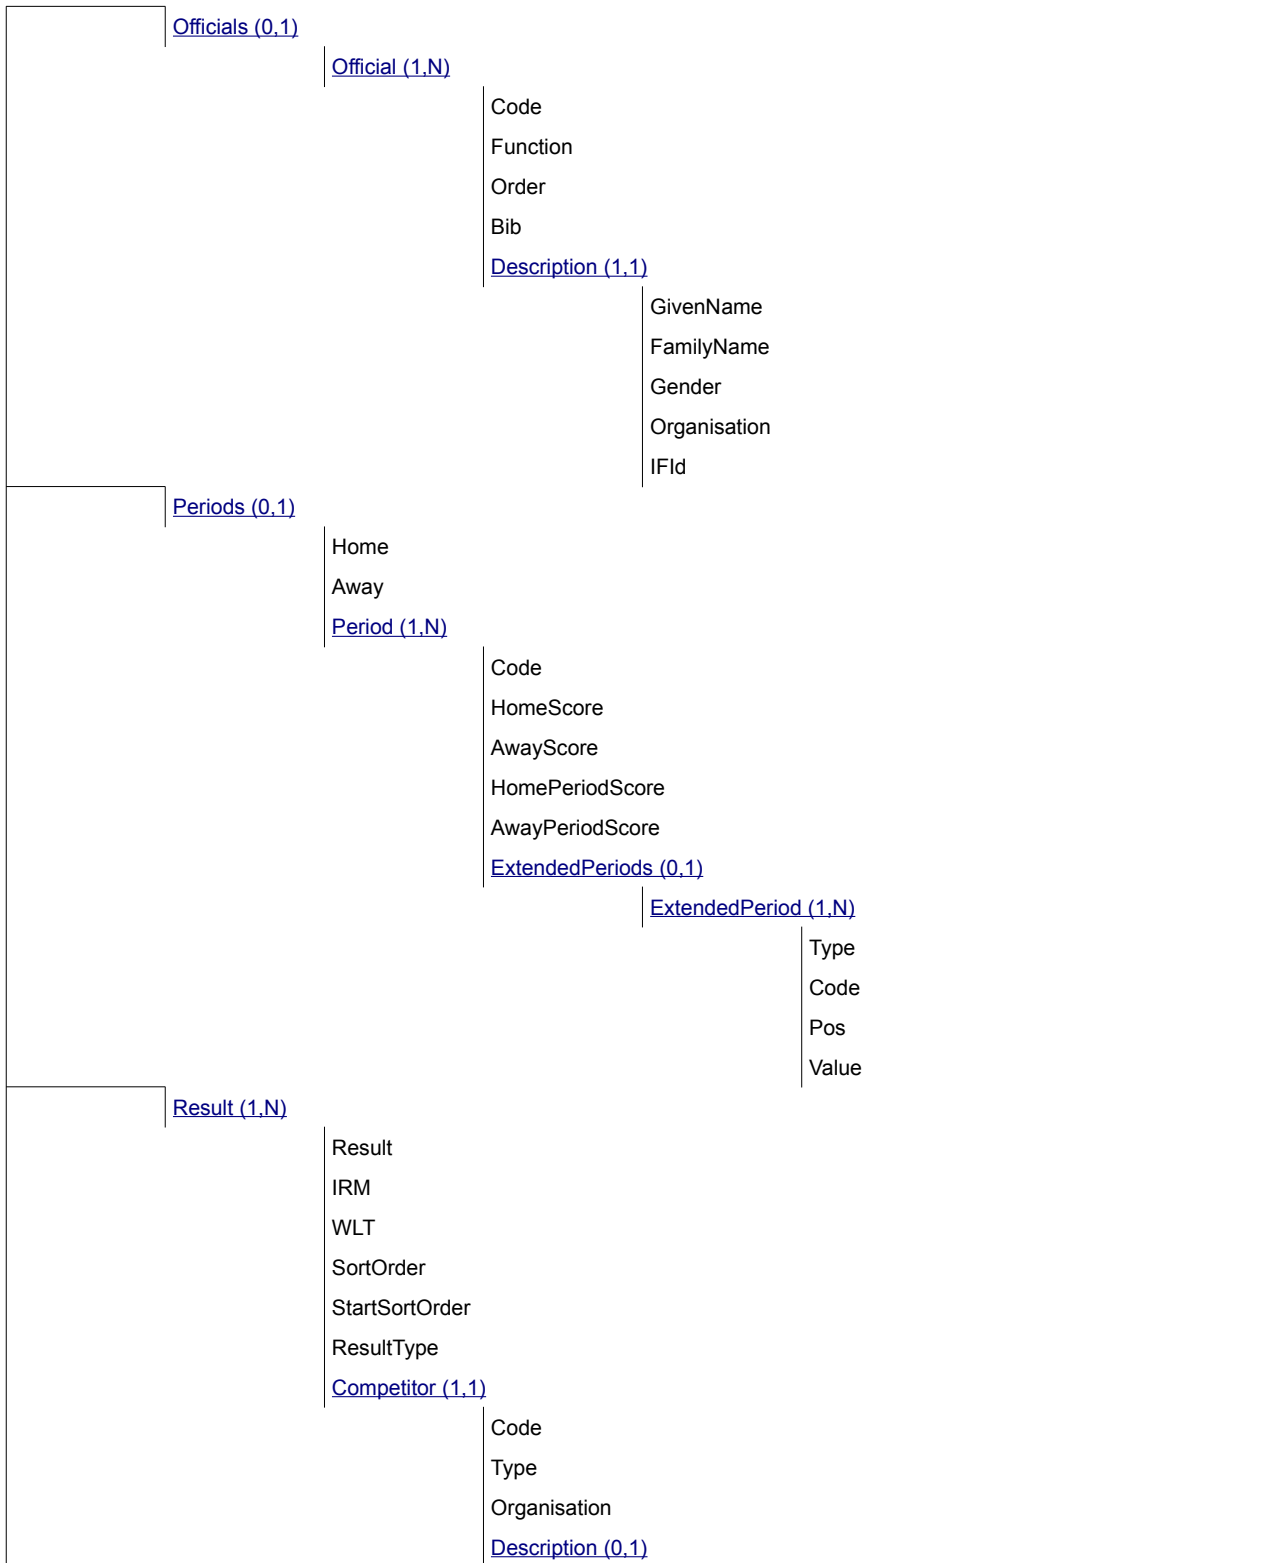 Officials (0,1)
Official (1,N)
Code
Function
Order
Bib
Description (1,1)
GivenName
FamilyName
Gender
Organisation
IFId
Periods (0,1)
Home
Away
Period (1,N)
Code
HomeScore
AwayScore
HomePeriodScore
AwayPeriodScore
ExtendedPeriods (0,1)
ExtendedPeriod (1,N)
Type
Code
Pos
Value
Result (1,N)
Result
IRM
WLT
SortOrder
StartSortOrder
ResultType
Competitor (1,1)
Code
Type
Organisation
Description (0,1)